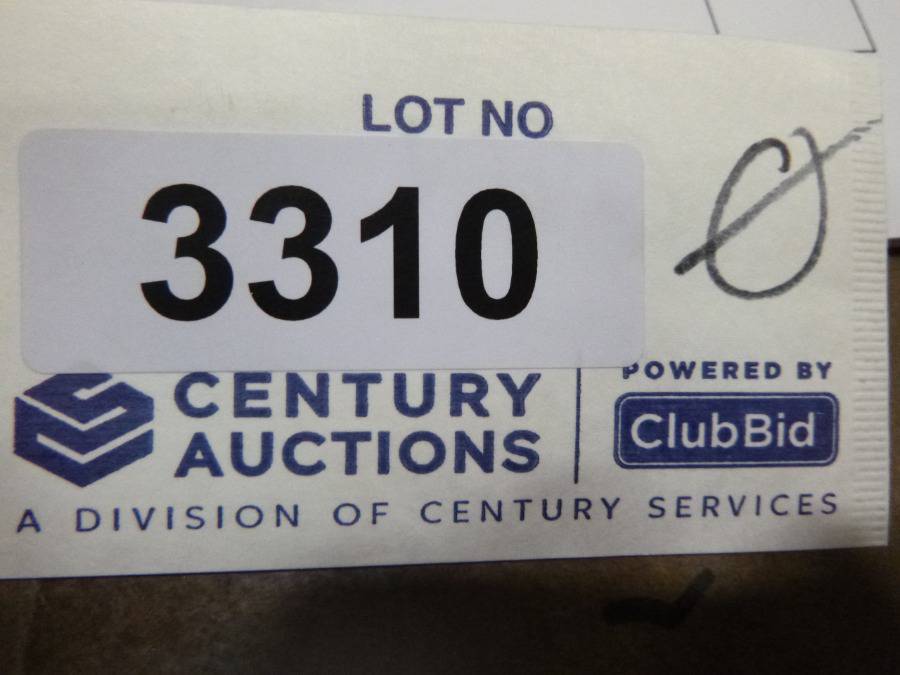 LOT NO
3310
Ø
CENTURY
AUCTIONS
POWERED BY
ClubBid
A DIVISION OF CENTURY SERVICES